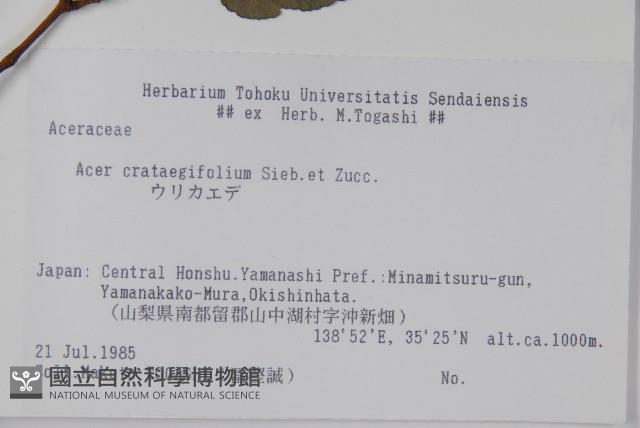 Herbarium Tohoku Universitatis Sendaiensis
## ex Herb. M.Togashi ##
Aceraceae
Acer crataegifolium Sieb.et Zucc.
ウリカエデ
Japan: Central Honshu.Yamanashi Pref.:Minamitsuru-gun,
Yamanakako-Mura,Okishinhata.
(山梨県南都留郡山中湖村字沖新畑)
138°52'E, 35°25'N alt.ca.1000m.
21 Jul.1985
誠)
No.
國立自然科學博物館
NATIONAL MUSEUM OF NATURAL SCIENCE